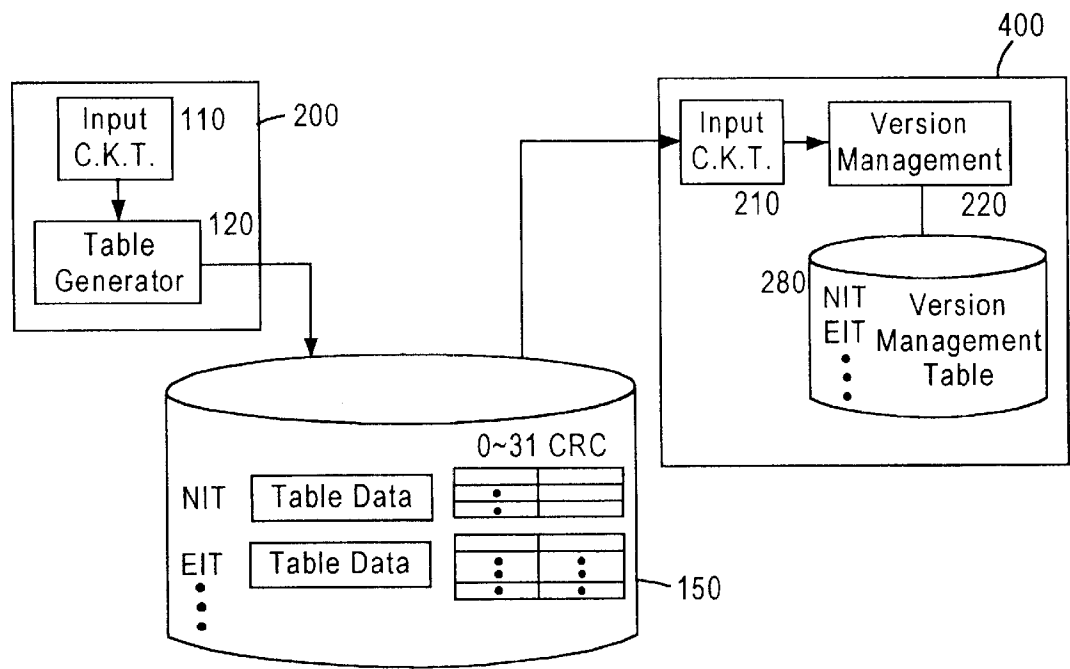 400
Input
C.K.T.
110
200
Table
Generator
120
Input
C.K.T.
210
Version
Management
220
280
NIT
EIT
Version
Management
Table
0~31 CRC
NIT
Table Data
EIT
Table Data
150